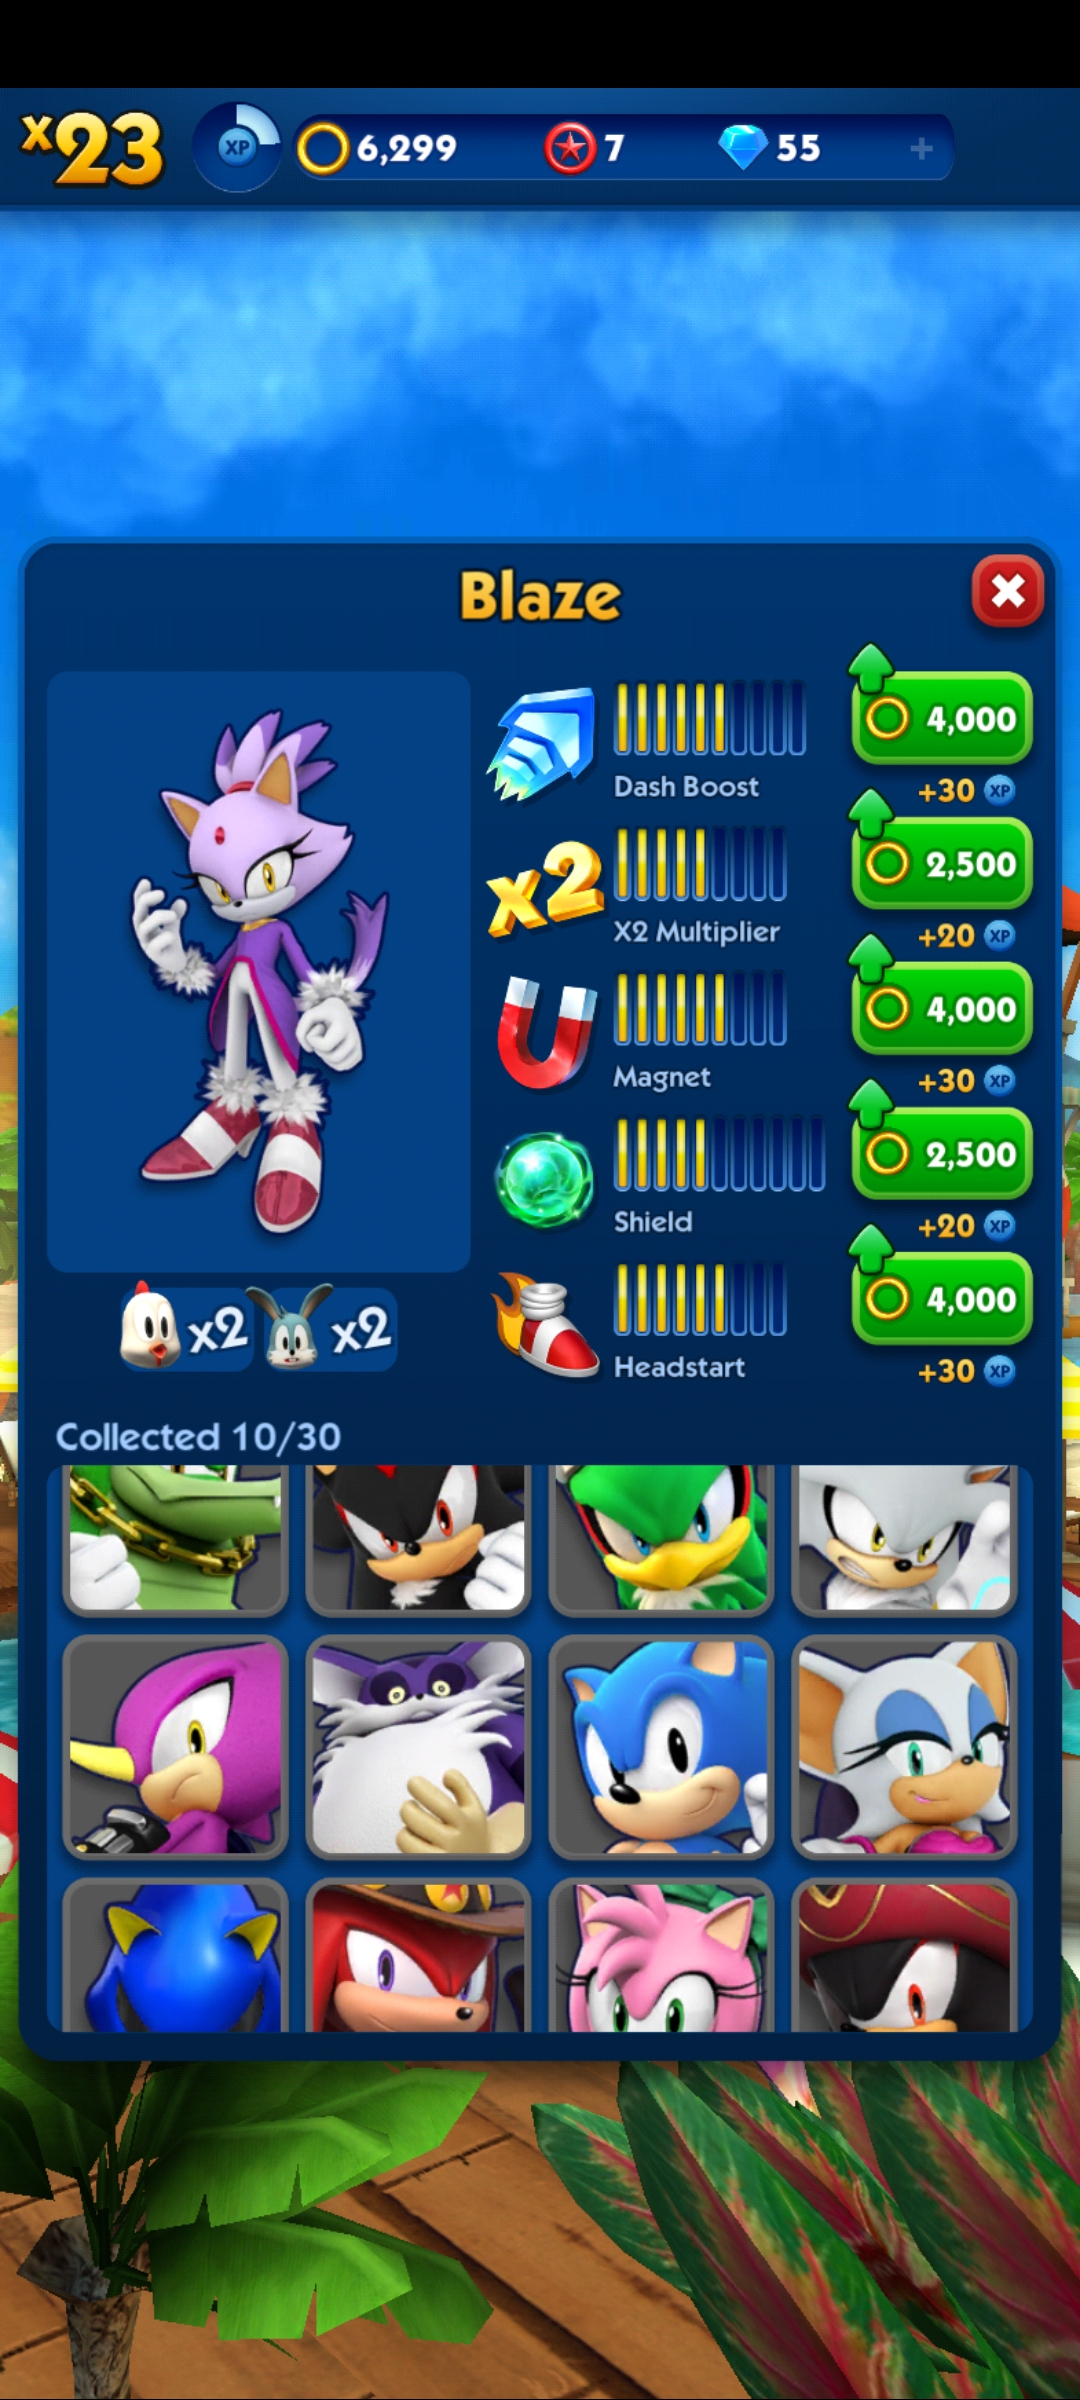 x23
XP
6,299
7
55
+
Blaze
4,000
Dash Boost
+30 XP
x2
2,500
X2 Multiplier
+20 XP
4,000
Magnet
+30 XP
2,500
Shield
+20 XP
4,000
x2
x2
Headstart
+30 XP
Collected 10/30